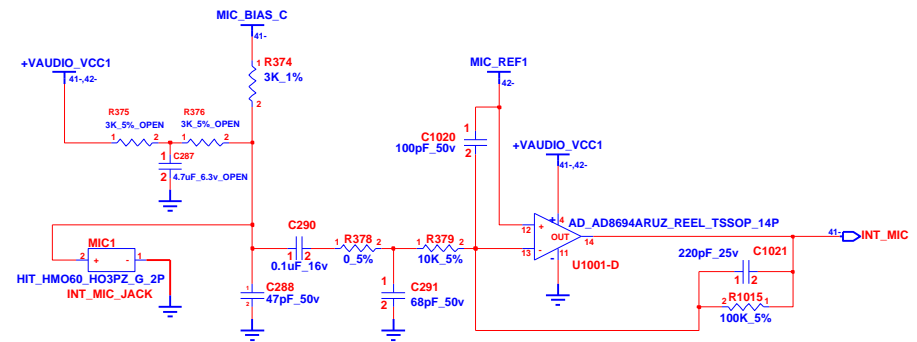 MIC_BIAS_C
41-
+VAUDIO_VCC1
41-,42-
1
R374
3K_1%
2
MIC_REF1
42-
R375
3K_5%_OPEN
1
2
R376
3K_5%_OPEN
1
2
1
C287
2
4.7uF_6.3v_OPEN
1
C1020
100pF_50v
2
+VAUDIO_VCC1
41-,42-
AD_AD8694ARUZ_REEL_TSSOP_14P
4
+
12
+
OUT
14
13
-
-
11
U1001-D
41-
INT_MIC
MIC1
2
+
-
1
HIT_HMO60_HO3PZ_G_2P
INT_MIC_JACK
C290
1
2
0.1uF_16v
R378
1
2
0_5%
R379
1
2
10K_5%
1
C288
2
47pF_50v
1
C291
2
68pF_50v
220pF_25v
C1021
1
2
2
R1015
1
100K_5%